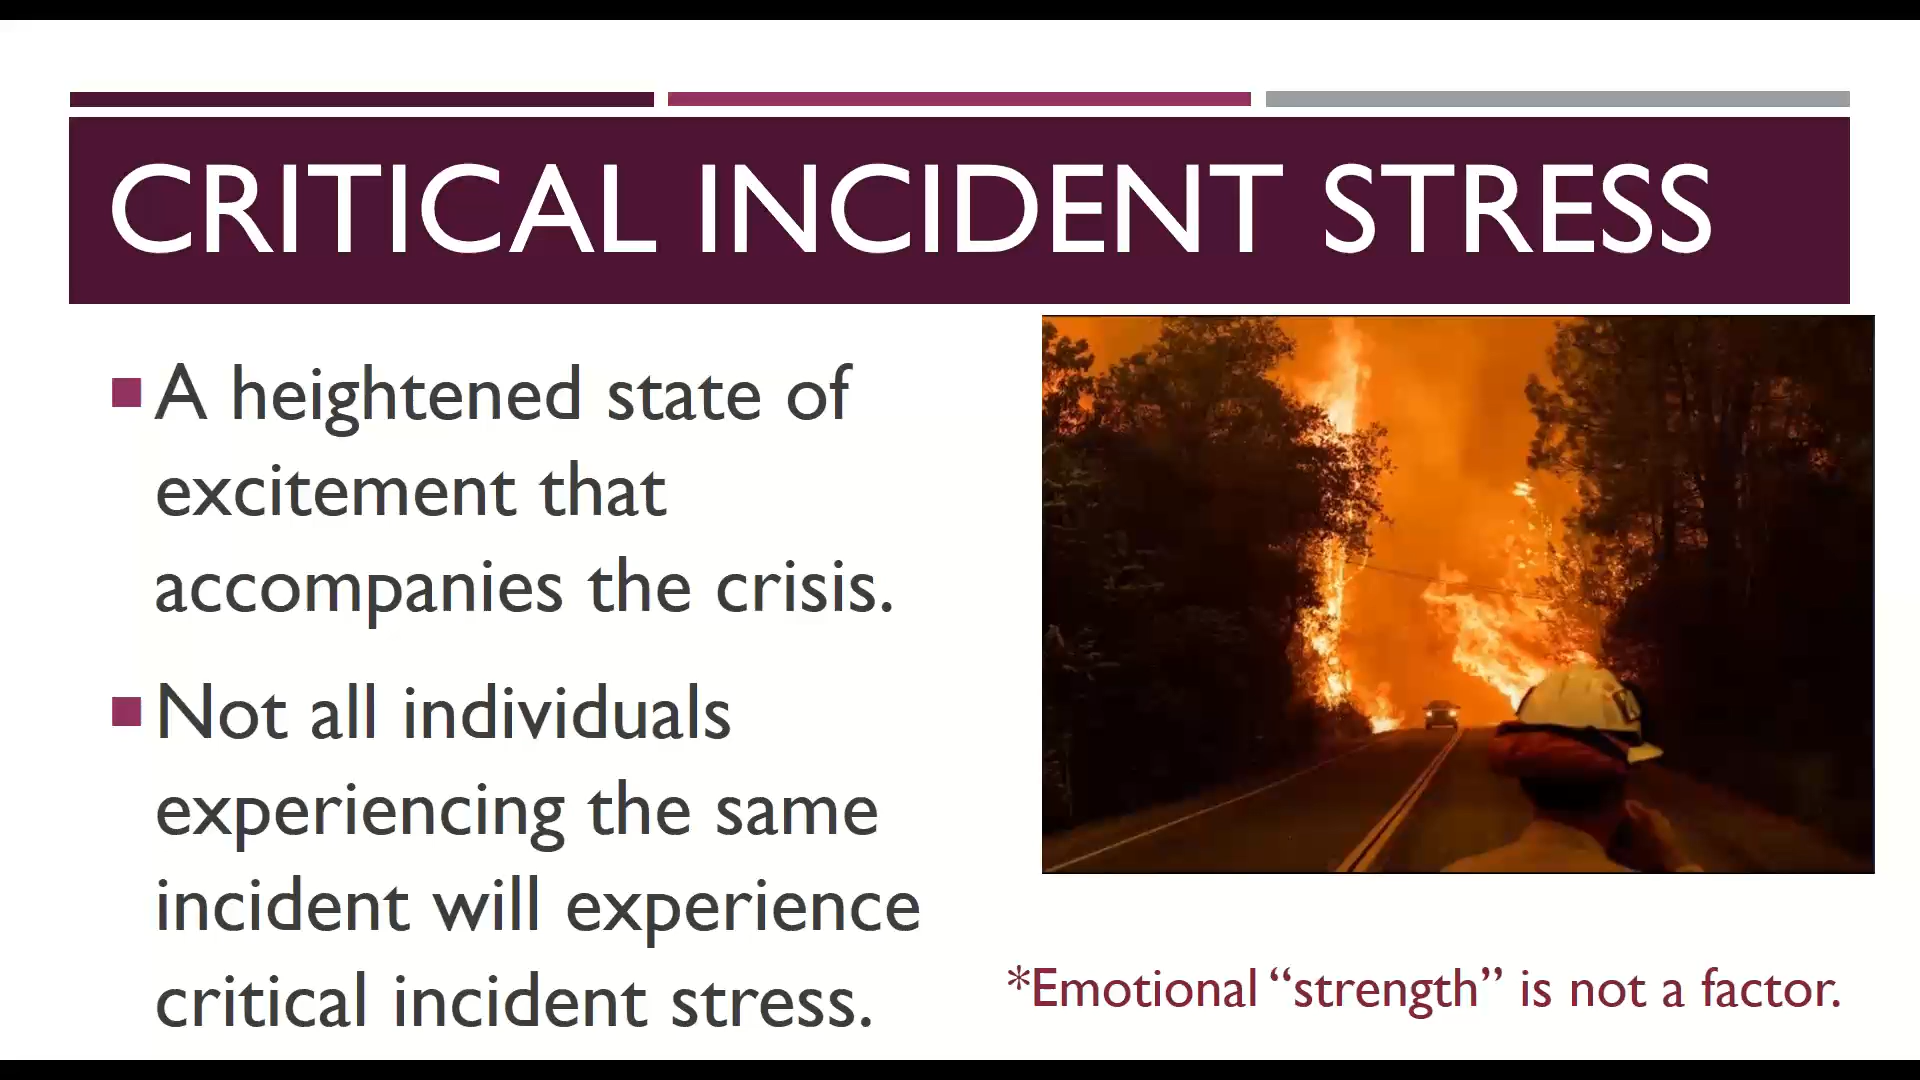 CRITICAL INCIDENT STRESS
A heightened state of
excitement that
accompanies the crisis.
Not all individuals
experiencing the same
incident will experience
critical incident stress.
*Emotional “strength” is not a factor.